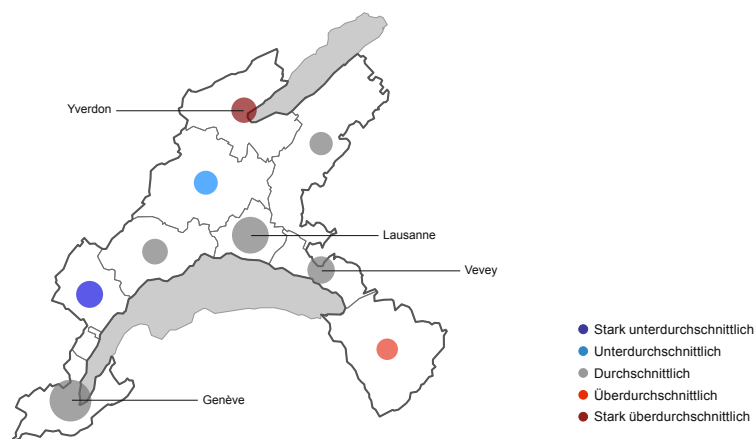 Yverdon
Lausanne
Vevey
Genève
Stark unterdurchschnittlich
Unterdurchschnittlich
Durchschnittlich
Überdurchschnittlich
Stark überdurchschnittlich